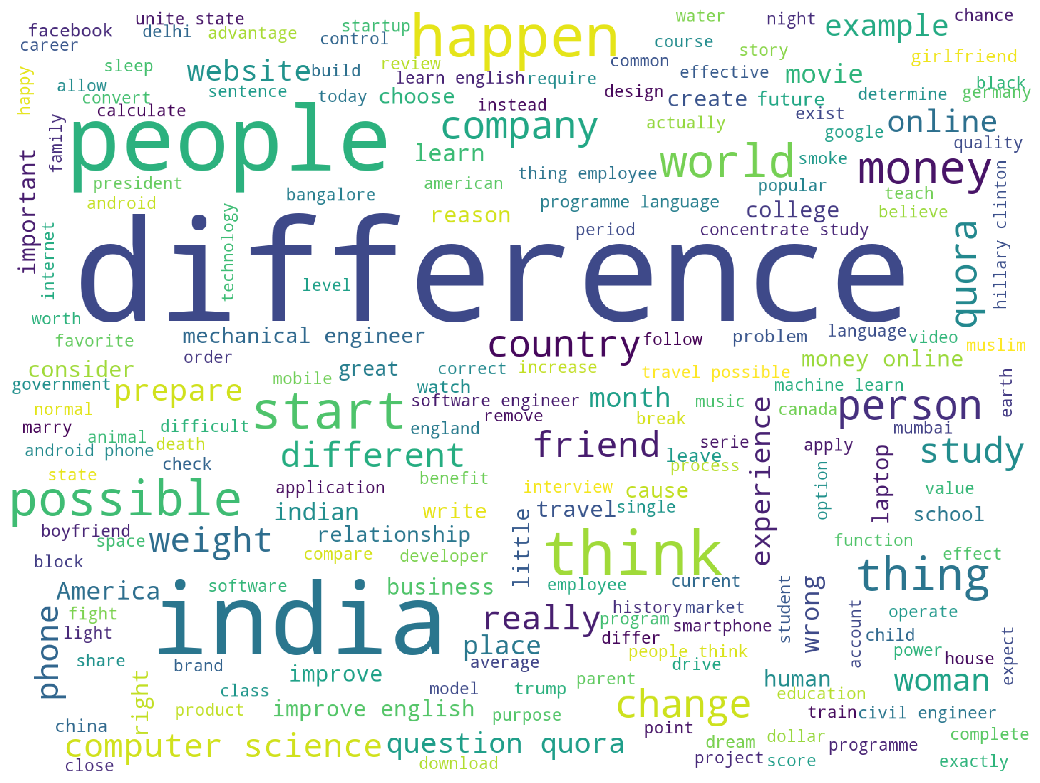 unite state
facebook
delhi
advantage
career
startup
control
happen
water
night
chance
course
example
story
girlfriend
sleep
website
build
review
learn english
require
common
effective
movie
black
happy
allow
convert
sentence
today
choose
instead
design
create
future
determine
germany
calculate
people
company
actually
exist
google
online
family
learn
world
smoke
money
quality
important
president
bangalore
american
thing employee
popular
teach
android
reason
programme language
college
believe
period
concentrate study
quora
hillary clinton
internet
technology
difference
level
worth
favorite
mechanical engineer
order
country
follow
problem
language
video
muslim
consider
great
correct
increase
travel possible
money online
government
prepare
mobile
watch
software engineer
month
music
machine learn
earth
normal
start
remove
break
canada
person
marry
animal
difficult
england
friend
serie
apply
mumbai
android phone
death
different
leave
experience
study
state
check
benefit
process
option
laptop
possible
application
interview
cause
value
indian
write
little
travel
single
school
boyfriend
space
weight
relationship
function
block
compare
developer
think
effect
America
software
business
employee
current
thing
fight
india
really
history
market
student
wrong
operate
phone
light
program
smartphone
account
child
share
place
differ
people think
power
house
expect
brand
average
drive
improve
parent
human
woman
class
model
trump
education
right
product
improve english
purpose
change
train
civil engineer
china
point
dream
dollar
complete
computer science
question quora
programme
close
download
project
score
exactly